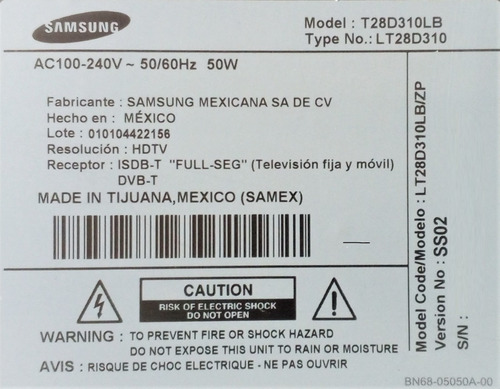 SAMSUNG
Model : T28D310LB
Type No.: LT28D310
AC100-240V ~ 50/60Hz 50W
Fabricante : SAMSUNG MEXICANA SA DE CV
Hecho en : MÉXICO
Lote : 010104422156
Resolución : HDTV
Receptor : ISDB-T "FULL-SEG" (Televisión fija y móvil)
DVB-T
MADE IN TIJUANA,MEXICO (SAMEX)
CAUTION
RISK OF ELECTRIC SHOCK
DO NOT OPEN
WARNING : TO PREVENT FIRE OR SHOCK HAZARD
DO NOT EXPOSE THIS UNIT TO RAIN OR MOISTURE
AVIS : RISQUE DE CHOC ELECTRIQUE - NE PAS OUVRIR
Model Code/Modelo : LT28D310LB/ZP
Version No : SS02
S/N :
BN68-05050A-00